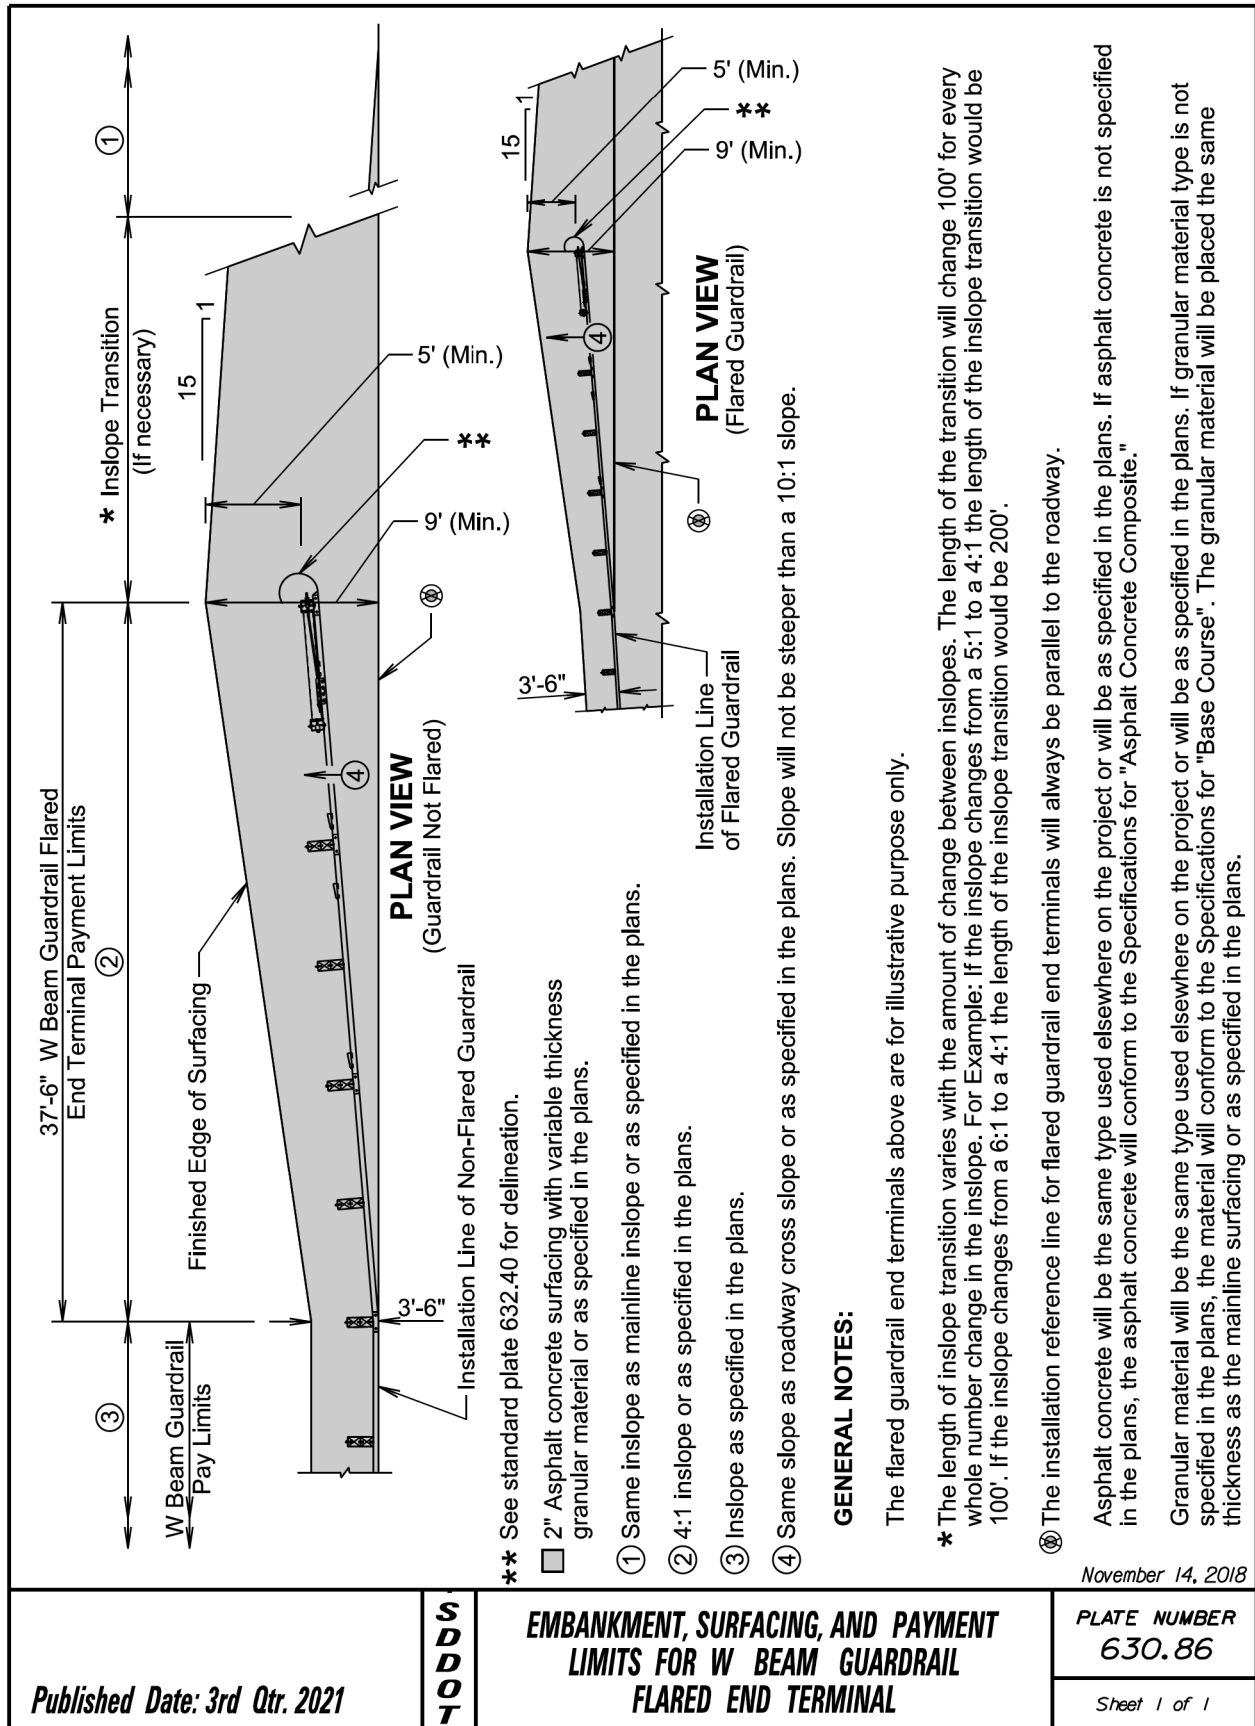 37'-6" W Beam Guardrail Flared
End Terminal Payment Limits
W Beam Guardrail
Pay Limits
3
2
* Inslope Transition
(If necessary)
1
Finished Edge of Surfacing
15
1
5' (Min.)
**
9' (Min.)
3'-6"
4
Installation Line of Non-Flared Guardrail
PLAN VIEW
(Guardrail Not Flared)
15
1
5' (Min.)
**
9' (Min.)
4
3'-6"
Installation Line
of Flared Guardrail
PLAN VIEW
(Flared Guardrail)
** See standard plate 632.40 for delineation.
2" Asphalt concrete surfacing with variable thickness
granular material or as specified in the plans.
1 Same inslope as mainline inslope or as specified in the plans.
2 4:1 inslope or as specified in the plans.
3 Inslope as specified in the plans.
4 Same slope as roadway cross slope or as specified in the plans. Slope will not be steeper than a 10:1 slope.
GENERAL NOTES:
The flared guardrail end terminals above are for illustrative purpose only.
* The length of inslope transition varies with the amount of change between inslopes. The length of the transition will change 100' for every
whole number change in the inslope. For Example: If the inslope changes from a 5:1 to a 4:1 the length of the inslope transition would be
100'. If the inslope changes from a 6:1 to a 4:1 the length of the inslope transition would be 200'.
The installation reference line for flared guardrail end terminals will always be parallel to the roadway.
Asphalt concrete will be the same type used elsewhere on the project or will be as specified in the plans. If asphalt concrete is not specified
in the plans, the asphalt concrete will conform to the Specifications for "Asphalt Concrete Composite."
Granular material will be the same type used elsewhere on the project or will be as specified in the plans. If granular material type is not
specified in the plans, the material will conform to the Specifications for "Base Course". The granular material will be placed the same
thickness as the mainline surfacing or as specified in the plans.
November 14, 2018
Published Date: 3rd Qtr. 2021
S
D
D
O
T
EMBANKMENT, SURFACING, AND PAYMENT
LIMITS FOR W BEAM GUARDRAIL
FLARED END TERMINAL
PLATE NUMBER
630.86
Sheet 1 of 1